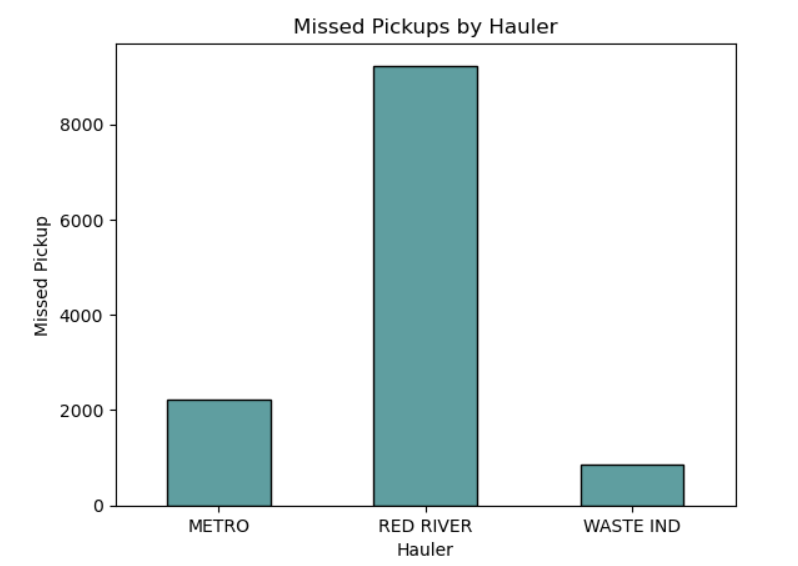 Missed Pickups by Hauler
Missed Pickup
8000
6000
4000
2000
0
METRO RED RIVER WASTE IND
Hauler